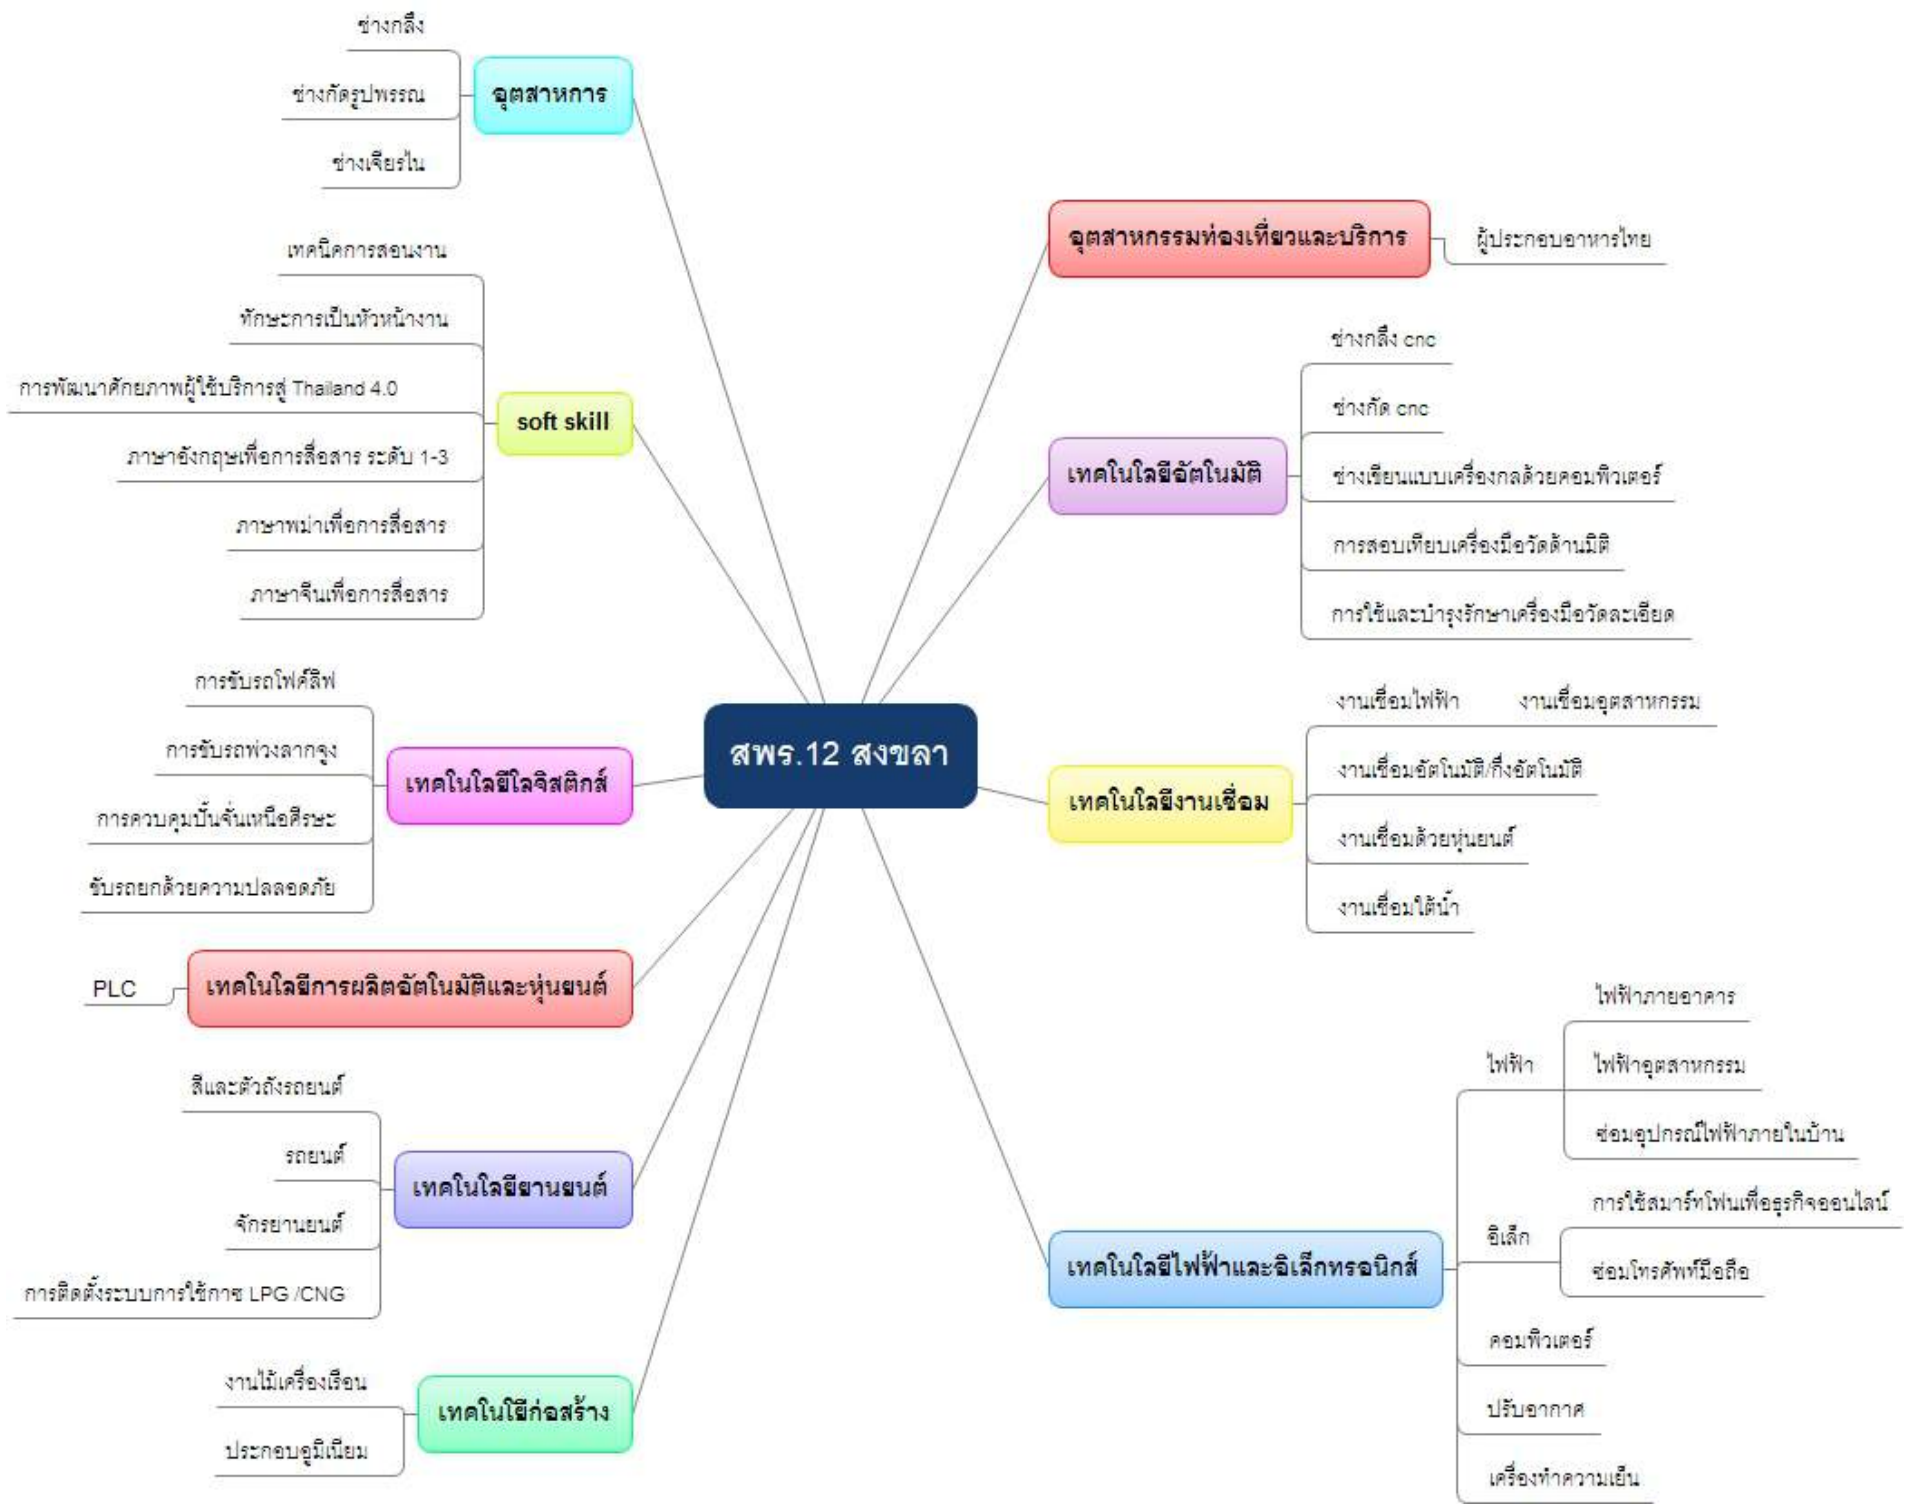 สพร.12 สงขลา
อุตสาหการ
ช่างกลึง
ช่างกัดรูปพรรณ
ช่างเจียรไน
soft skill
เทคนิคการสอนงาน
ทักษะการเป็นหัวหน้างาน
การพัฒนาศักยภาพผู้ใช้บริการสู่ Thailand 4.0
ภาษาอังกฤษเพื่อการสื่อสาร ระดับ 1-3
ภาษาพม่าเพื่อการสื่อสาร
ภาษาจีนเพื่อการสื่อสาร
เทคโนโลยีโลจิสติกส์
การขับรถโฟค์ลิฟ
การขับรถพ่วงลากจูง
การควบคุมปั้นจั่นเหนือศีรษะ
ขับรถยกด้วยความปลลอดภัย
เทคโนโลยีการผลิตอัตโนมัติและหุ่นยนต์
PLC
เทคโนโลยียานยนต์
สีและตัวถังรถยนต์
รถยนต์
จักรยานยนต์
การติดตั้งระบบการใช้กาซ LPG /CNG
เทคโนโยีก่อสร้าง
งานไม้เครื่องเรือน
ประกอบอูมิเนียม
อุตสาหกรรมท่องเที่ยวและบริการ
ผู้ประกอบอาหารไทย
เทคโนโลยีอัตโนมัติ
ช่างกลึง cnc
ช่างกัด cnc
ช่างเขียนแบบเครื่องกลด้วยคอมพิวเตอร์
การสอบเทียบเครื่องมือวัดด้านมิติ
การใช้และบำรุงรักษาเครื่องมือวัดละเอียด
เทคโนโลยีงานเชื่อม
งานเชื่อมไฟฟ้า งานเชื่อมอุตสาหกรรม
งานเชื่อมอัตโนมัติ/กึ่งอัตโนมัติ
งานเชื่อมด้วยหุ่นยนต์
งานเชื่อมใต้น้ำ
เทคโนโลยีไฟฟ้าและอิเล็กทรอนิกส์
ไฟฟ้า
ไฟฟ้าภายอาคาร
ไฟฟ้าอุตสาหกรรม
ซ่อมอุปกรณ์ไฟฟ้าภายในบ้าน
อิเล็ก
การใช้สมาร์ทโฟนเพื่อธุรกิจออนไลน์
ซ่อมโทรศัพท์มือถือ
คอมพิวเตอร์
ปรับอากาศ
เครื่องทำความเย็น